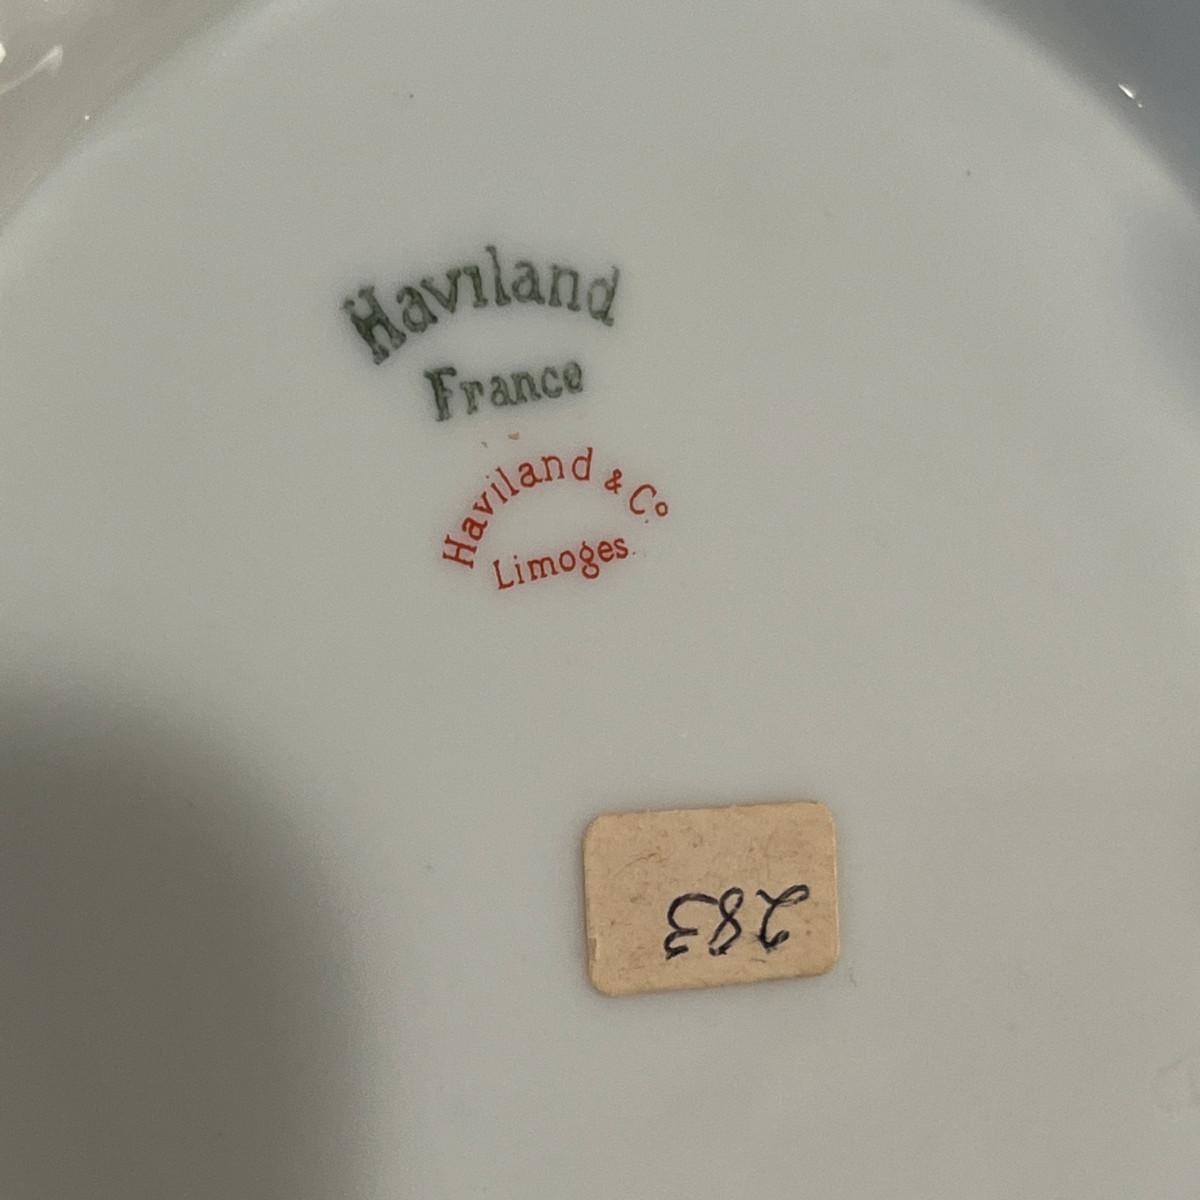 Haviland
France
Haviland & Co.
Limoges.
283